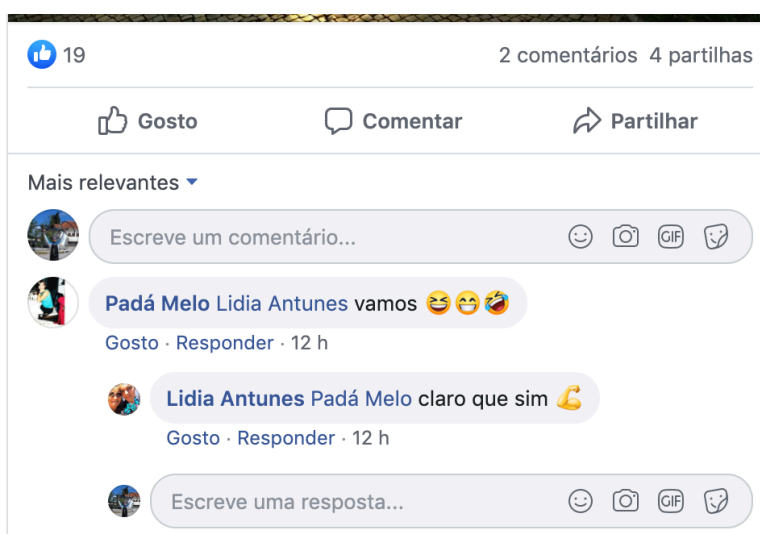 19
2 comentários 4 partilhas
Gosto Comentar Partilhar
Mais relevantes
Escreve um comentário... GIF
Padá Melo Lidia Antunes vamos 😆😁🤣
Gosto · Responder · 12 h
Lidia Antunes Padá Melo claro que sim 💪
Gosto · Responder · 12 h
Escreve uma resposta... GIF